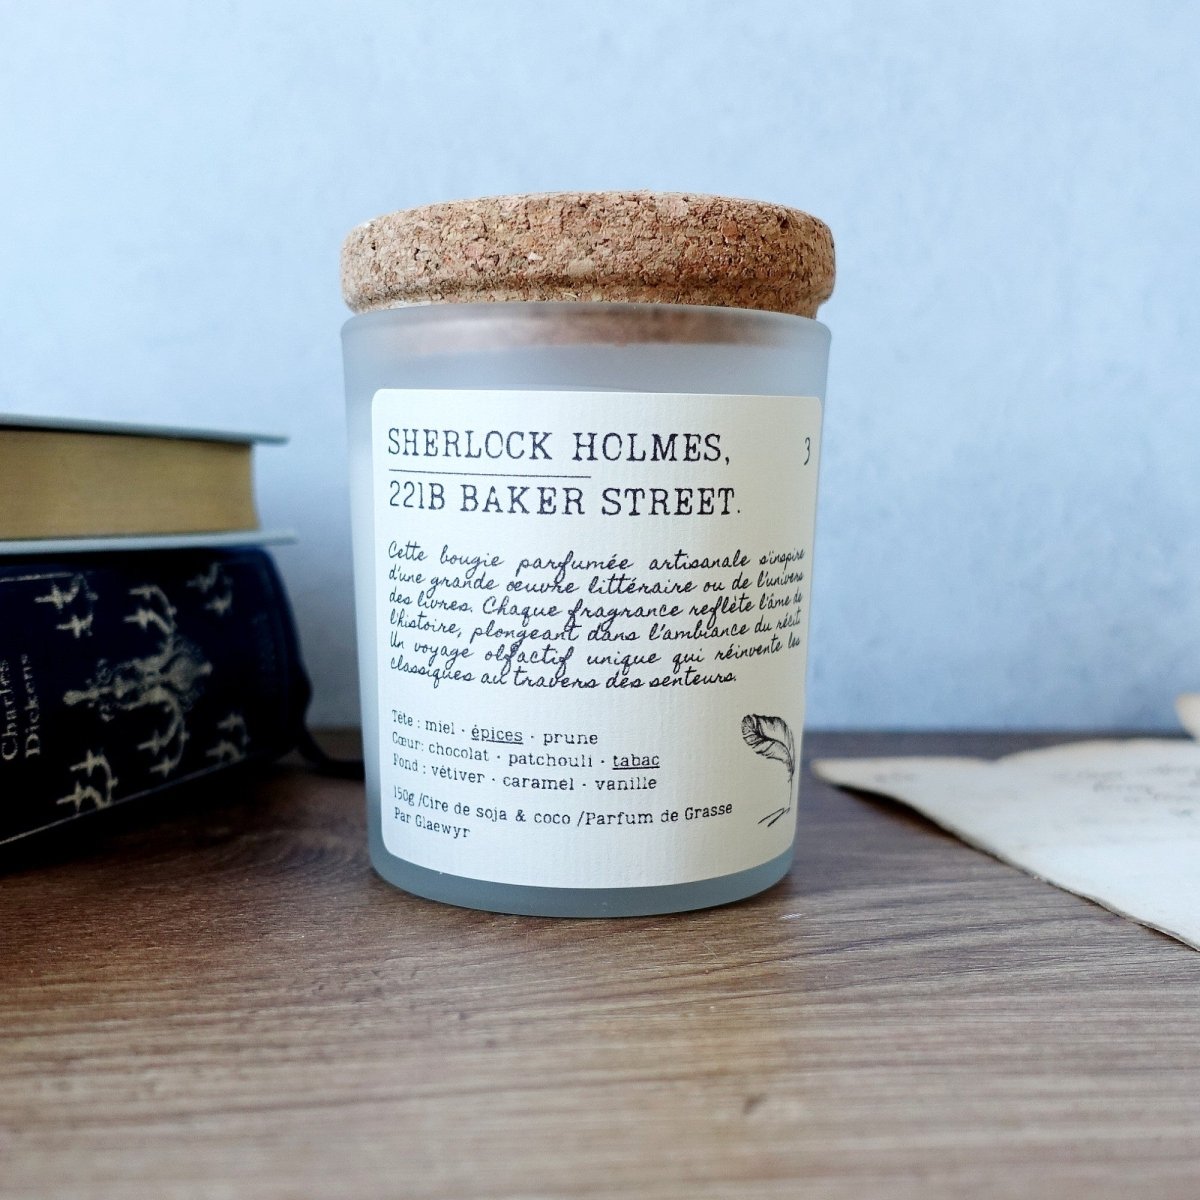 SHERLOCK HOLMES,
3
221B BAKER STREET.
Cette bougie parfumée artisanale s'inspire
d'une grande œuvre littéraire ou de l'univers
des livres. Chaque fragrance reflète l'âme de
l'histoire, plongeant dans l'ambiance du récit.
Un voyage olfactif unique qui réinvente les
classiques au travers des senteurs.
Tête : miel · épices · prune
Cœur: chocolat · patchouli · tabac
Fond : vétiver · caramel · vanille
150g /Cire de soja & coco /Parfum de Grasse
Par Glaewyr
Charles
Dickens